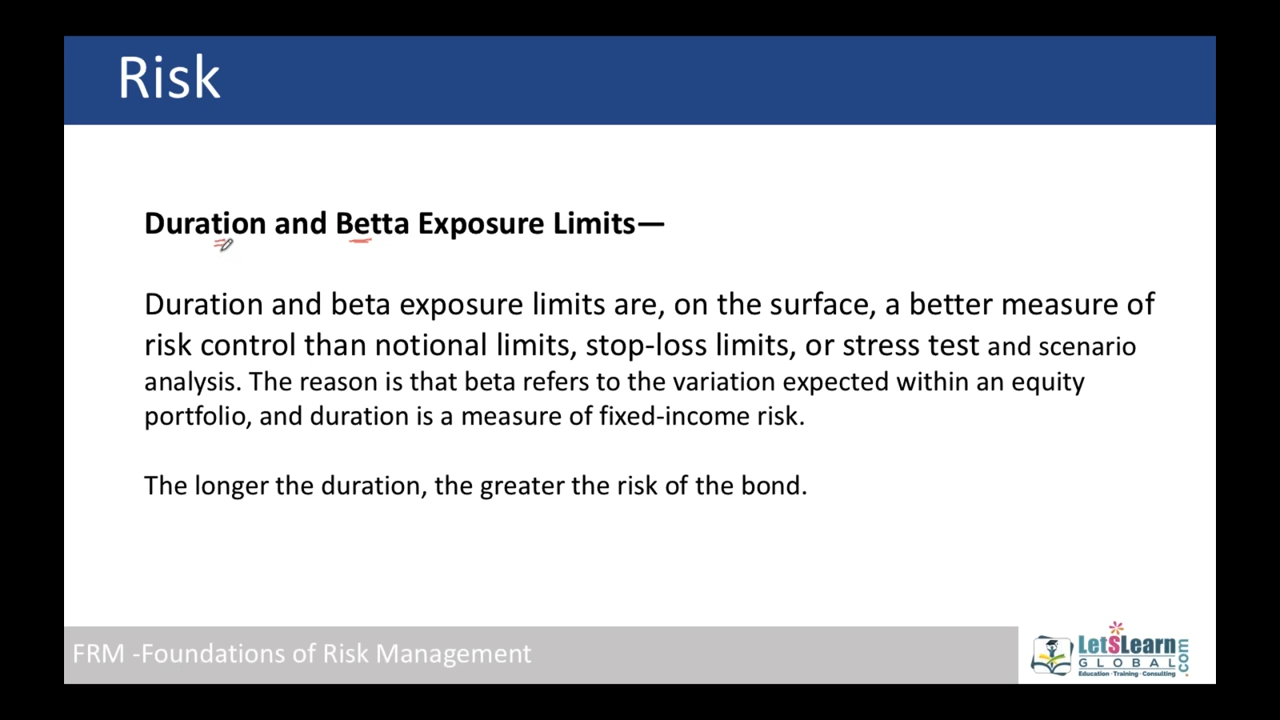 Risk
Duration and Betta Exposure Limits—
Duration and beta exposure limits are, on the surface, a better measure of
risk control than notional limits, stop-loss limits, or stress test and scenario
analysis. The reason is that beta refers to the variation expected within an equity
portfolio, and duration is a measure of fixed-income risk.
The longer the duration, the greater the risk of the bond.
FRM -Foundations of Risk Management
LetSLearn
GLOBAL
.com
Education · Training · Consulting